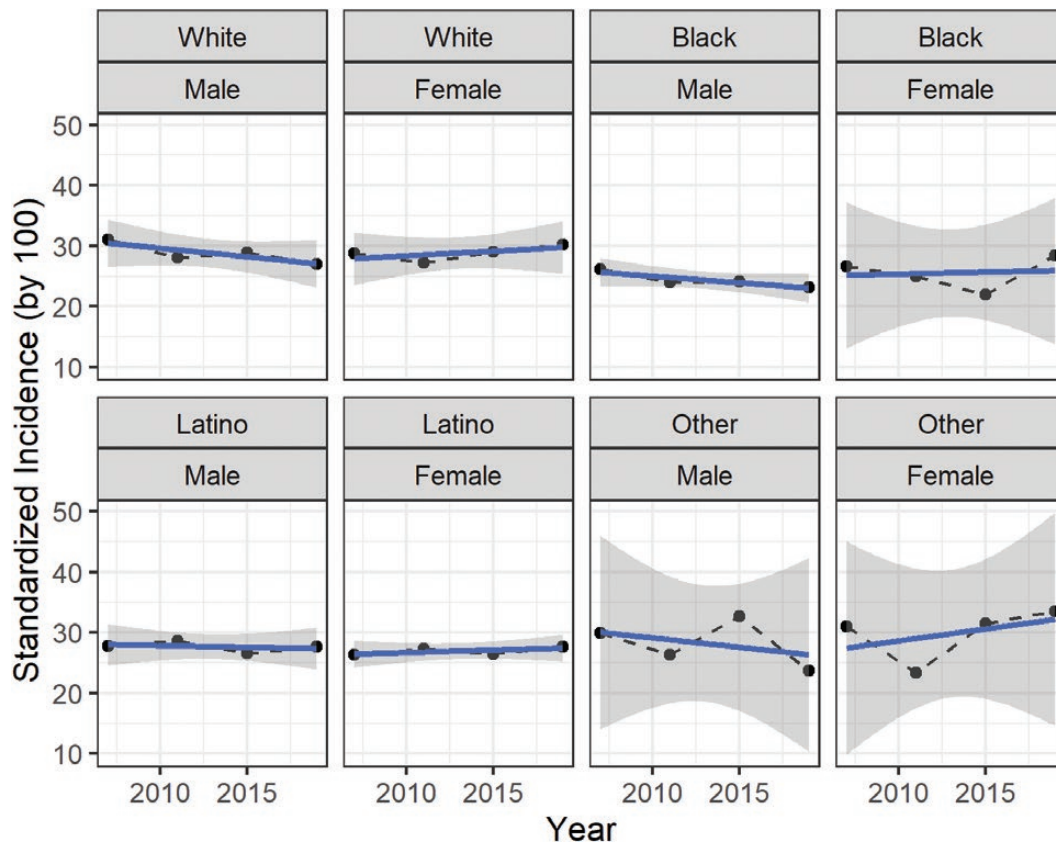 White White Black Black
Male Female Male Female
50
40
30
20
10
Latino Latino Other Other
Male Female Male Female
50
40
30
20
10
2010 2015 2010 2015 2010 2015 2010 2015
Year
Standardized Incidence (by 100)